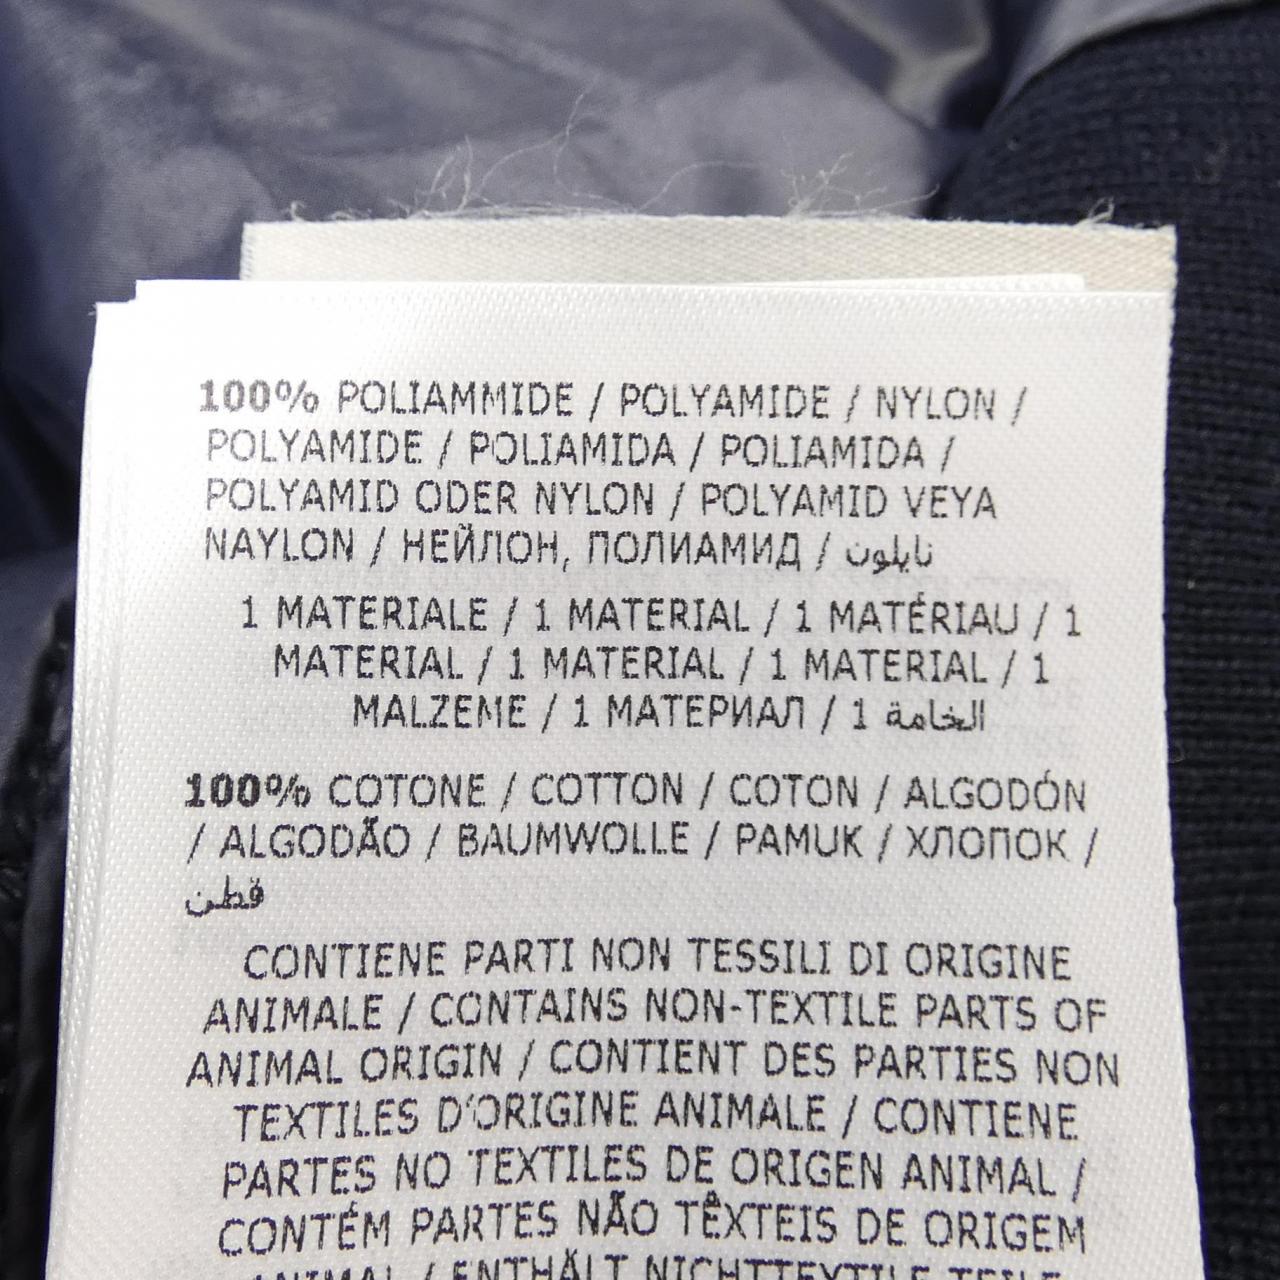 100% POLIAMMIDE / POLYAMIDE / NYLON /
POLYAMIDE / POLIAMIDA / POLIAMIDA /
POLYAMID ODER NYLON / POLYAMID VEYA
NAYLON / НЕЙЛОН, ПОЛИАМИД / نايلون
1 MATERIALE / 1 MATERIAL / 1 MATÉRIAU / 1
MATERIAL / 1 MATERIAL / 1 MATERIAL / 1
MALZEME / 1 МАТЕРИАЛ / 1 الخامة
100% COTONE / COTTON / COTON / ALGODÓN
/ ALGODÃO / BAUMWOLLE / PAMUK / ХЛОПОК /
قطن
CONTIENE PARTI NON TESSILI DI ORIGINE
ANIMALE / CONTAINS NON-TEXTILE PARTS OF
ANIMAL ORIGIN / CONTIENT DES PARTIES NON
TEXTILES D'ORIGINE ANIMALE / CONTIENE
PARTES NO TEXTILES DE ORIGEN ANIMAL /
CONTÉM PARTES NÃO TÊXTEIS DE ORIGEM
ANIMAL / ENTHÄLT NICHTTEXTILE TEILE